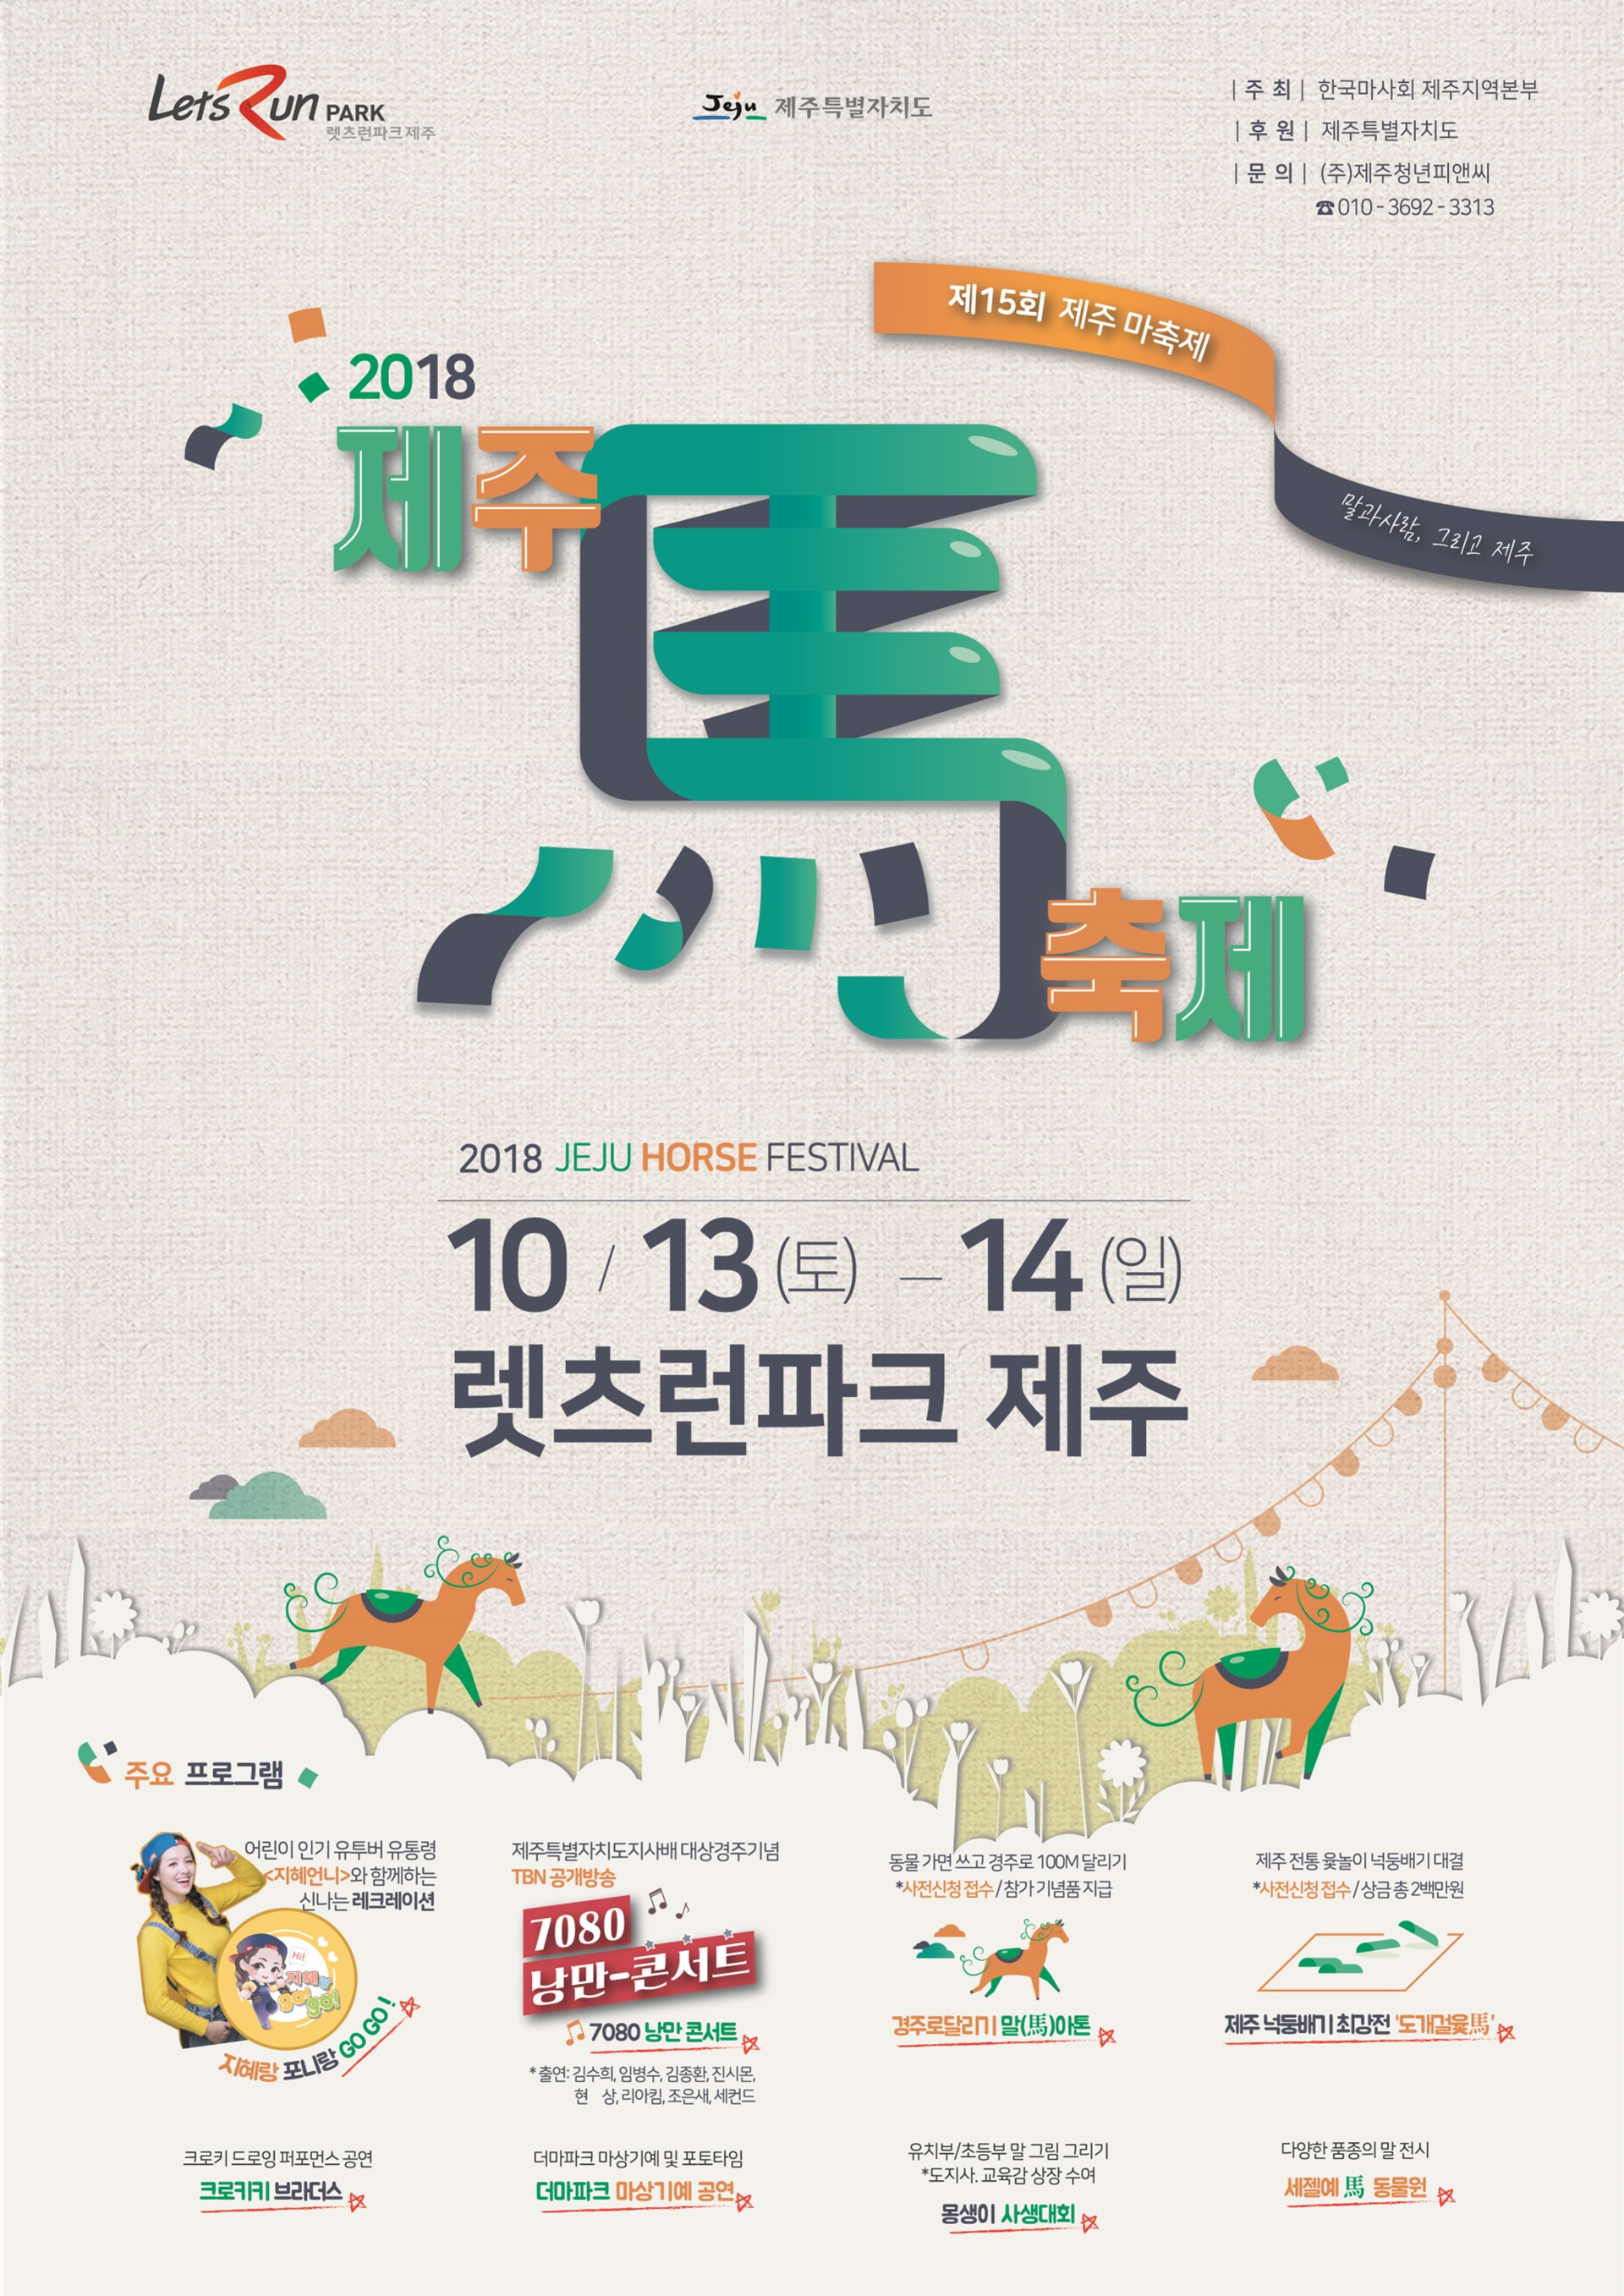 Let's Run PARK
렛츠런파크제주
Jeju 제주특별자치도
| 주 최 | 한국마사회 제주지역본부
| 후 원 | 제주특별자치도
| 문 의 | (주)제주청년피앤씨
☎010-3692-3313
제15회 제주 마축제
말과사람, 그리고 제주
2018
제주
馬
축제
2018 JEJU HORSE FESTIVAL
10 / 13 (토) — 14 (일)
렛츠런파크 제주
주요 프로그램
어린이 인기 유투버 유통령
<지혜언니>와 함께하는
신나는 레크레이션
Hi!
지혜랑
go! go!
지혜랑 포니랑 GO GO!
제주특별자치도지사배 대상경주기념
TBN 공개방송
7080
낭만-콘서트
7080 낭만 콘서트
* 출연: 김수희, 임병수, 김종환, 진시몬,
현 상, 리아킴, 조은새, 세컨드
동물 가면 쓰고 경주로 100M 달리기
*사전신청 접수 / 참가 기념품 지급
경주로달리기 말(馬)아톤
제주 전통 윷놀이 넉둥배기 대결
*사전신청 접수 / 상금 총 2백만원
제주 넉둥배기 최강전 '도개걸윷馬'
크로키 드로잉 퍼포먼스 공연
크로키키 브라더스
더마파크 마상기예 및 포토타임
더마파크 마상기예 공연
유치부/초등부 말 그림 그리기
*도지사. 교육감 상장 수여
몽생이 사생대회
다양한 품종의 말 전시
세젤예 馬 동물원